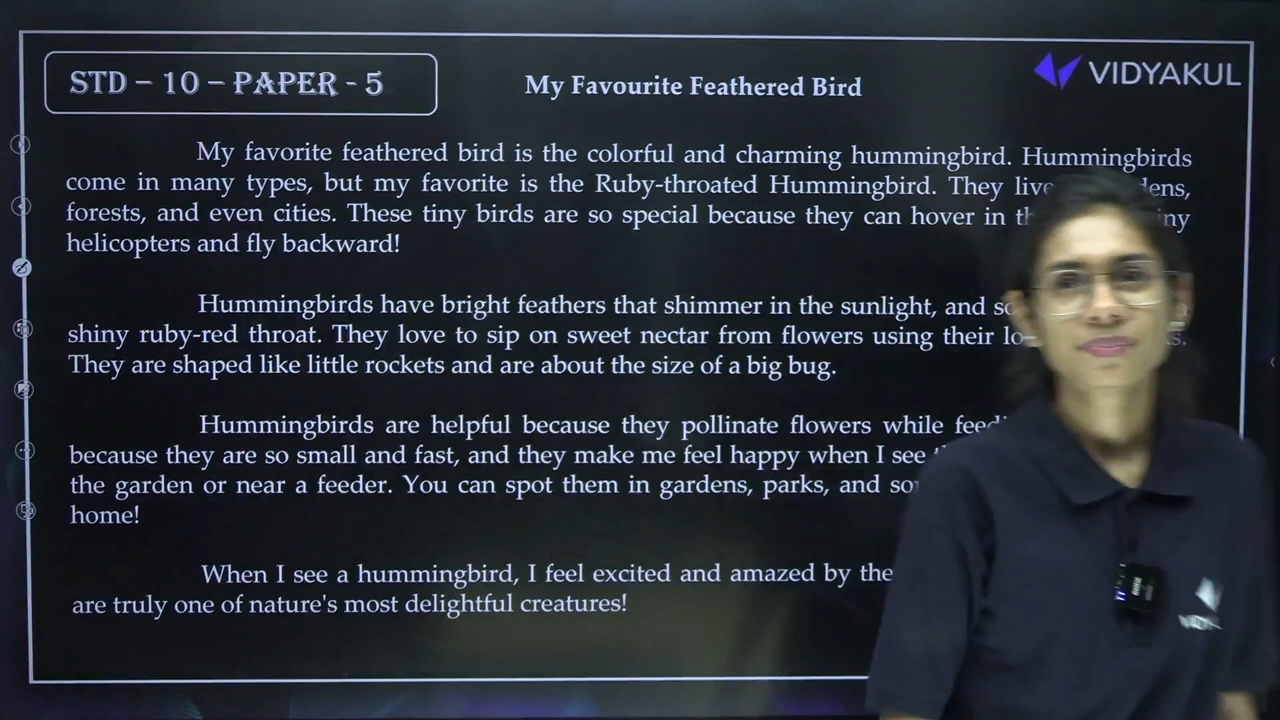 STD – 10 – PAPER - 5
My Favourite Feathered Bird
VIDYAKUL
My favorite feathered bird is the colorful and charming hummingbird. Hummingbirds
come in many types, but my favorite is the Ruby-throated Hummingbird. They live
forests, and even cities. These tiny birds are so special because they can hover in
helicopters and fly backward!
Hummingbirds have bright feathers that shimmer in the sunlight, and
shiny ruby-red throat. They love to sip on sweet nectar from flowers using their
They are shaped like little rockets and are about the size of a big bug.
Hummingbirds are helpful because they pollinate flowers while
because they are so small and fast, and they make me feel happy when I see
the garden or near a feeder. You can spot them in gardens, parks, and
home!
When I see a hummingbird, I feel excited and amazed by
are truly one of nature's most delightful creatures!